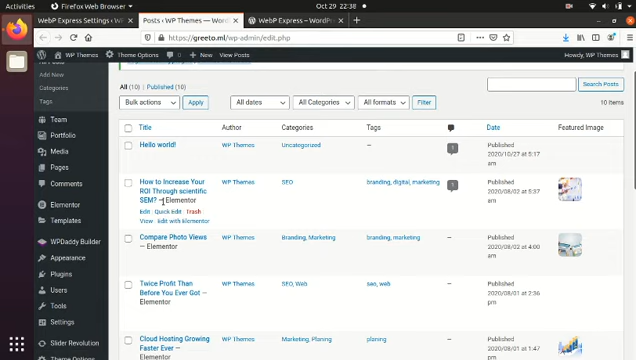 Activities
Firefox Web Browser
Oct 29 22:38
WebP Express Settings
Posts ‹ WP Themes — Word
WebP Express – WordPres
https://greeto.ml/wp-admin/edit.php
WP Themes
Theme Options
0
New
View Posts
Howdy, WP Themes
Add New
Categories
Tags
Team
Portfolio
Media
Pages
Comments
Elementor
Templates
WPDaddy Builder
Appearance
Plugins
Users
Tools
Settings
Slider Revolution
Theme Options
All (10) | Published (10)
Search Posts
Bulk actions
Apply
All dates
All Categories
All formats
Filter
10 items
Title
Author
Categories
Tags
Date
Featured Image
Hello world!
WP Themes
Uncategorized
—
1
Published
2020/10/27 at 5:17
am
How to Increase Your
ROI Through scientific
SEM? — Elementor
Edit Quick Edit Trash
View Edit with Elementor
WP Themes
SEO
branding, digital, marketing
1
Published
2020/08/02 at 5:37
am
Compare Photo Views
— Elementor
WP Themes
Branding, Marketing
branding, marketing
—
Published
2020/08/02 at 4:00
am
Twice Profit Than
Before You Ever Got —
Elementor
WP Themes
SEO, Web
seo, web
—
Published
2020/08/01 at 2:36
pm
Cloud Hosting Growing
Faster Ever —
Elementor
WP Themes
Marketing, Planing
planing
—
Published
2020/08/01 at 1:47
pm